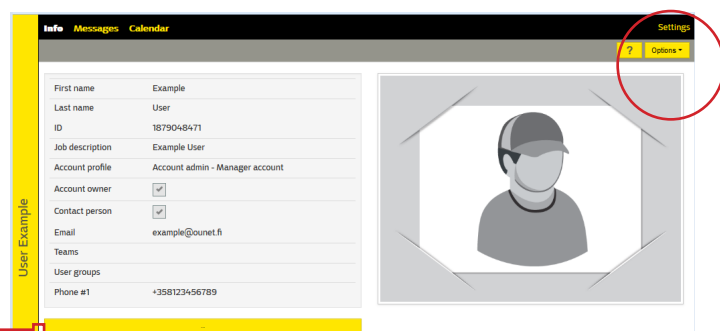 Info Messages Calendar Settings
? Options
First name Example
Last name User
ID 1879048471
Job description Example User
Account profile Account admin - Manager account
Account owner
Contact person
Email example@ounet.fi
Teams
User groups
Phone #1 +358123456789
User Example